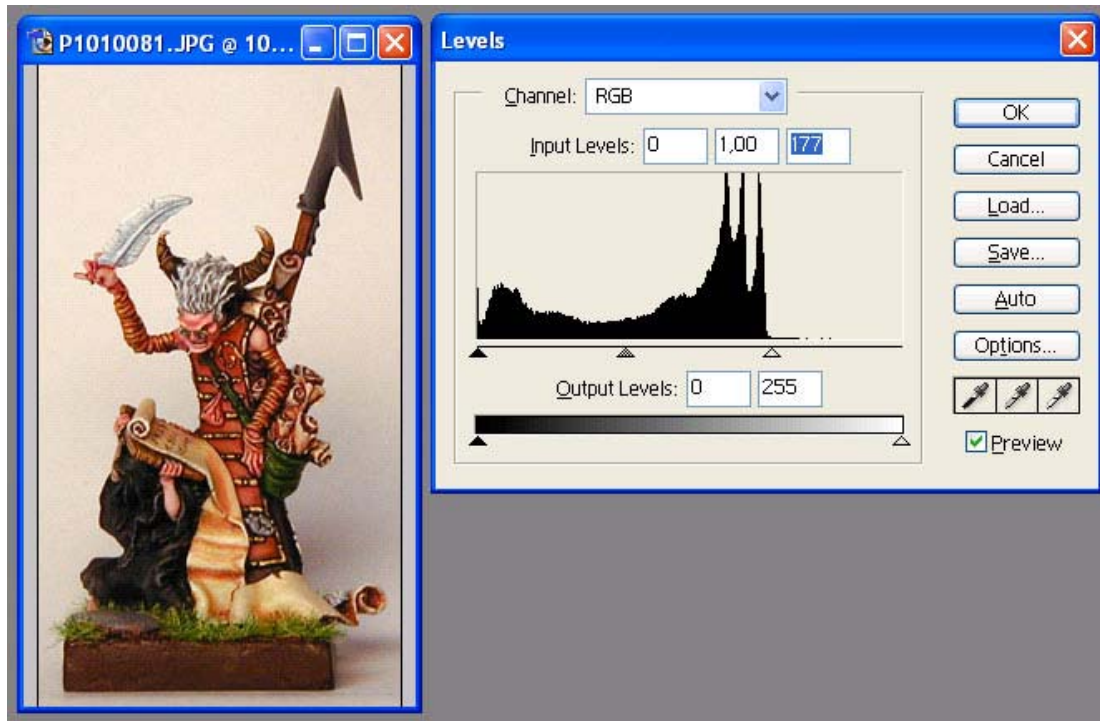 P1010081.JPG @ 10...
Levels
Channel: RGB
Input Levels: 0 1,00 177
Output Levels: 0 255
OK
Cancel
Load...
Save...
Auto
Options...
Preview